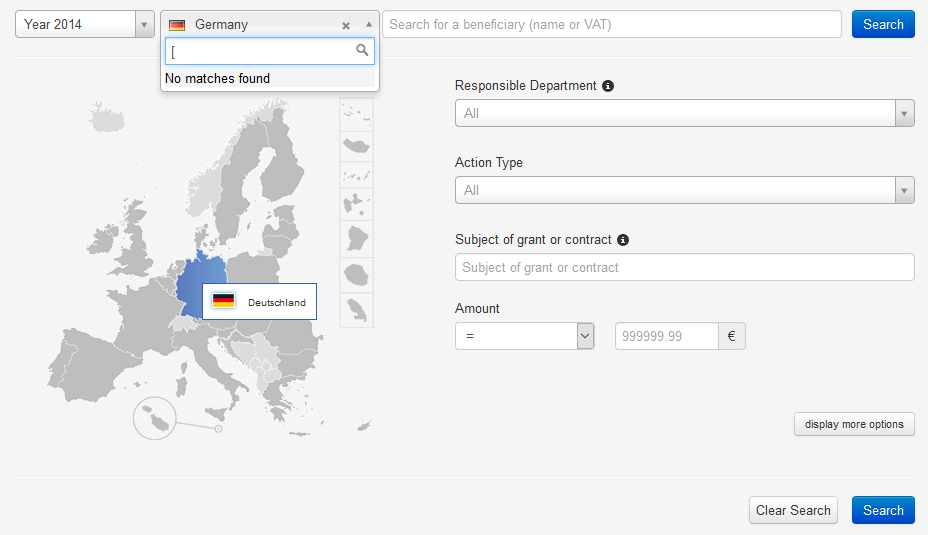 Year 2014 Germany Search for a beneficiary (name or VAT) Search
[
No matches found
Responsible Department
All
Action Type
All
Subject of grant or contract
Subject of grant or contract
Deutschland
Amount
= 999999.99 €
display more options
Clear Search Search